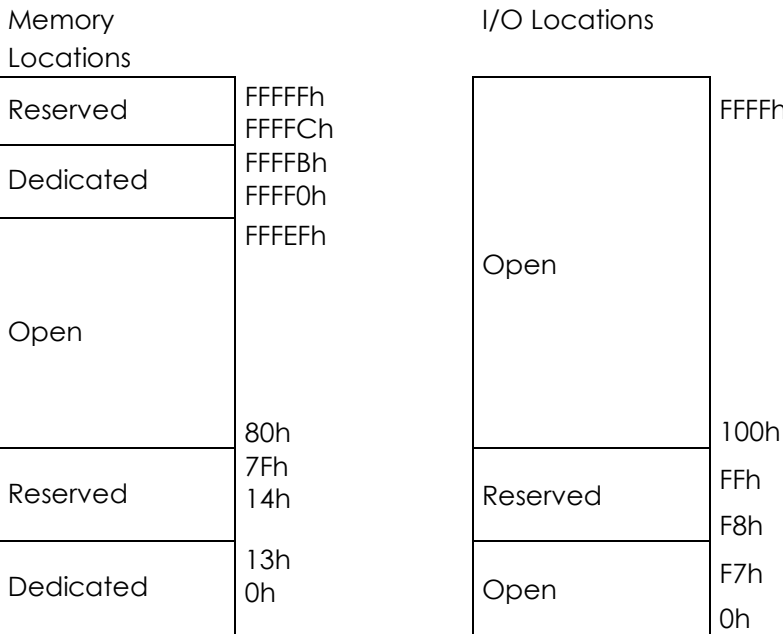 Memory
Locations
Reserved
FFFFFh
FFFFCh
Dedicated
FFFFBh
FFFF0h
Open
FFFEFh
80h
Reserved
7Fh
14h
Dedicated
13h
0h
I/O Locations
Open
FFFFh
100h
Reserved
FFh
F8h
Open
F7h
0h